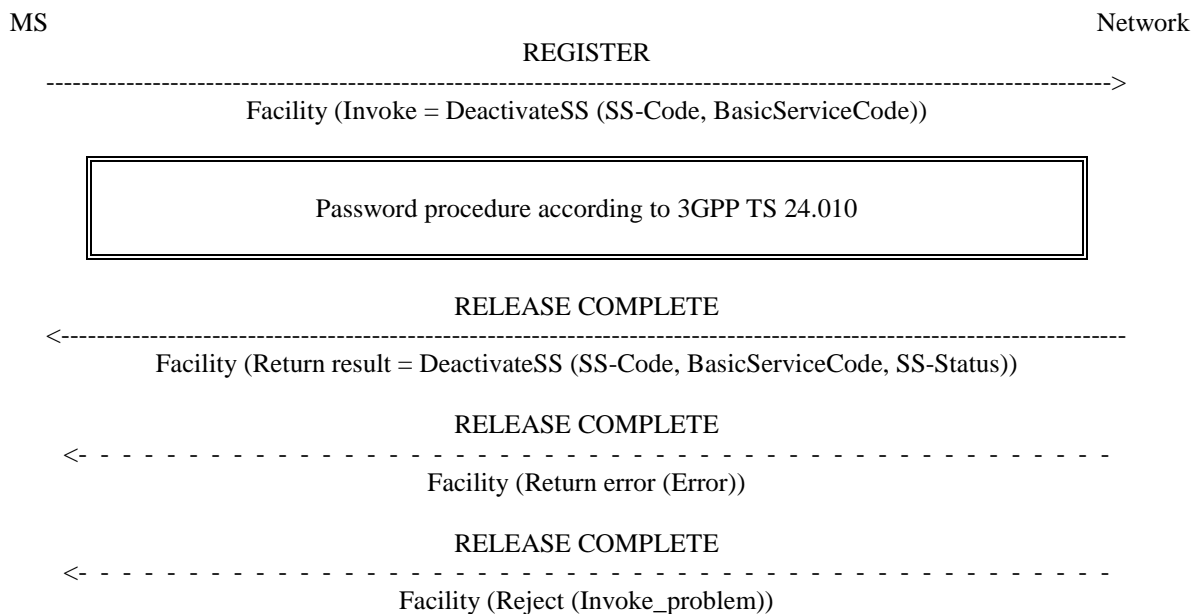 MS Network
REGISTER
Facility (Invoke = DeactivateSS (SS-Code, BasicServiceCode))
Password procedure according to 3GPP TS 24.010
RELEASE COMPLETE
Facility (Return result = DeactivateSS (SS-Code, BasicServiceCode, SS-Status))
RELEASE COMPLETE
Facility (Return error (Error))
RELEASE COMPLETE
Facility (Reject (Invoke_problem))